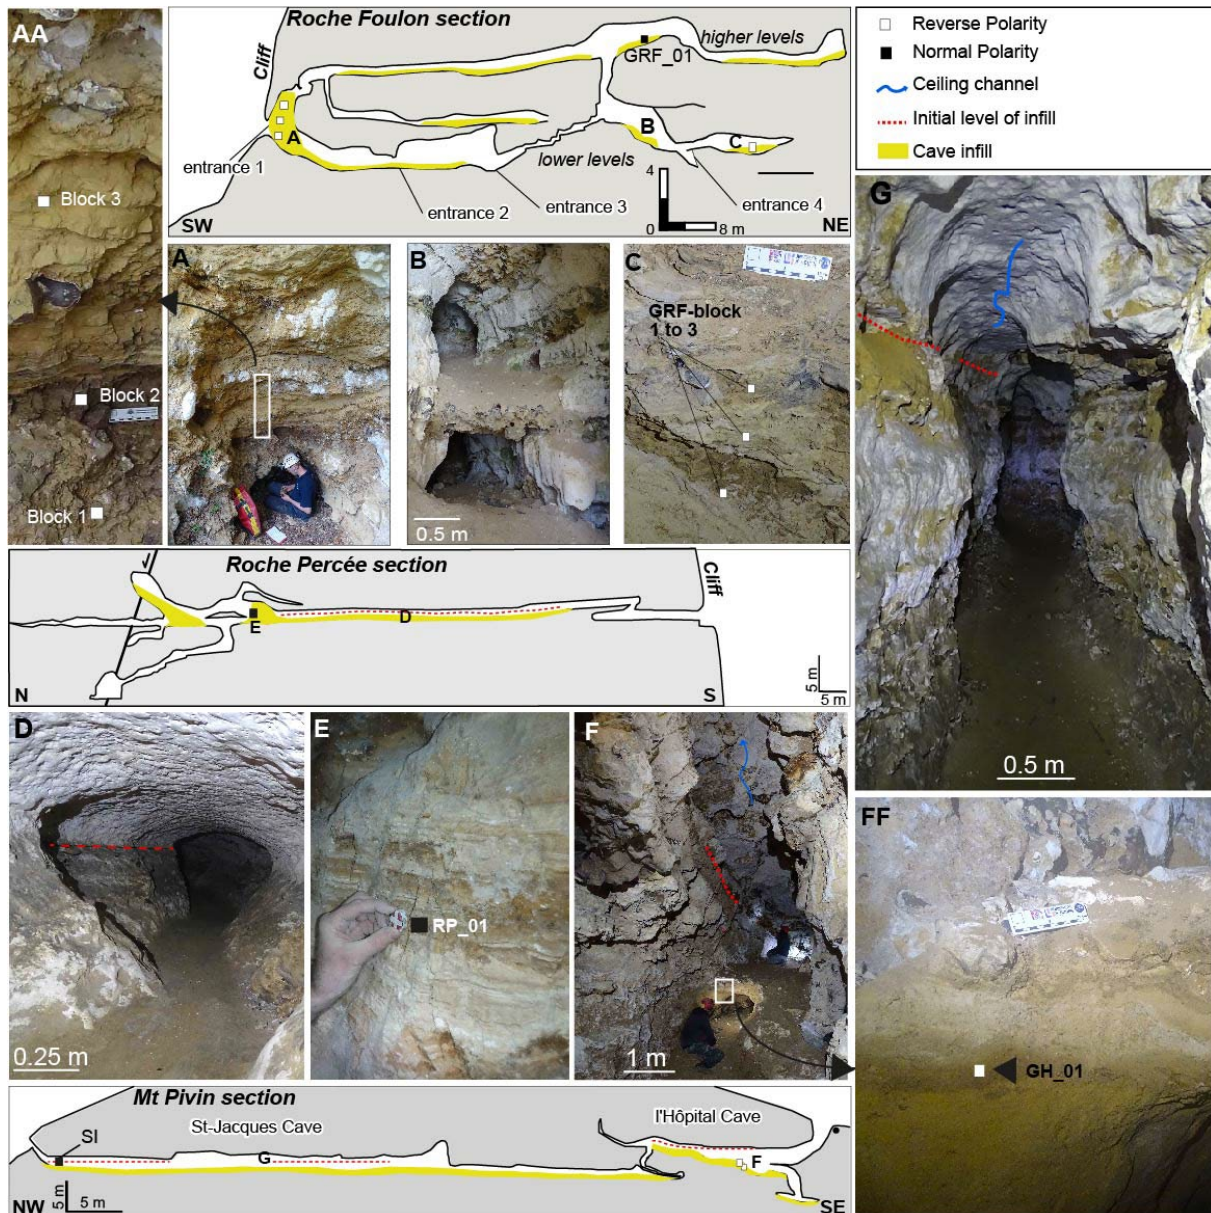 AA
Block 3
Block 2
Block 1
Roche Foulon section
Cliff
higher levels
GRF_01
A
B
C
lower levels
entrance 1
entrance 2
entrance 3
entrance 4
4
0
8 m
SW
NE
Reverse Polarity
Normal Polarity
Ceiling channel
Initial level of infill
Cave infill
A
B
0.5 m
C
GRF-block
1 to 3
G
0.5 m
Roche Percée section
Cliff
E
D
N
S
5 m
5 m
D
0.25 m
E
RP_01
F
1 m
FF
GH_01
Mt Pivin section
St-Jacques Cave
l'Hôpital Cave
SI
G
F
5 m
5 m
NW
SE